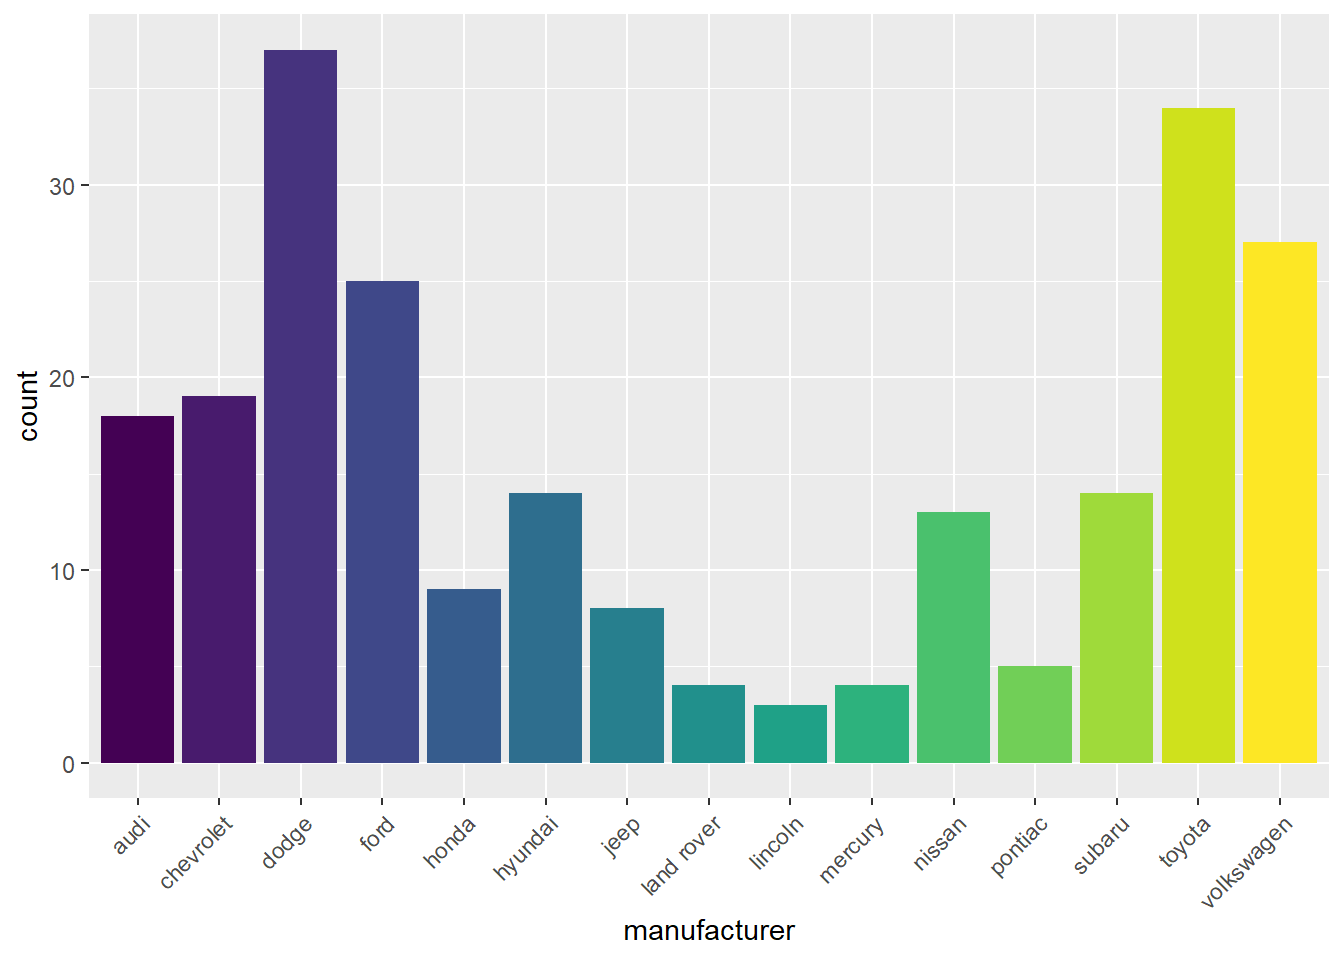 count
30
20
10
0
audi
chevrolet
dodge
ford
honda
hyundai
jeep
land rover
lincoln
mercury
nissan
pontiac
subaru
toyota
volkswagen
manufacturer